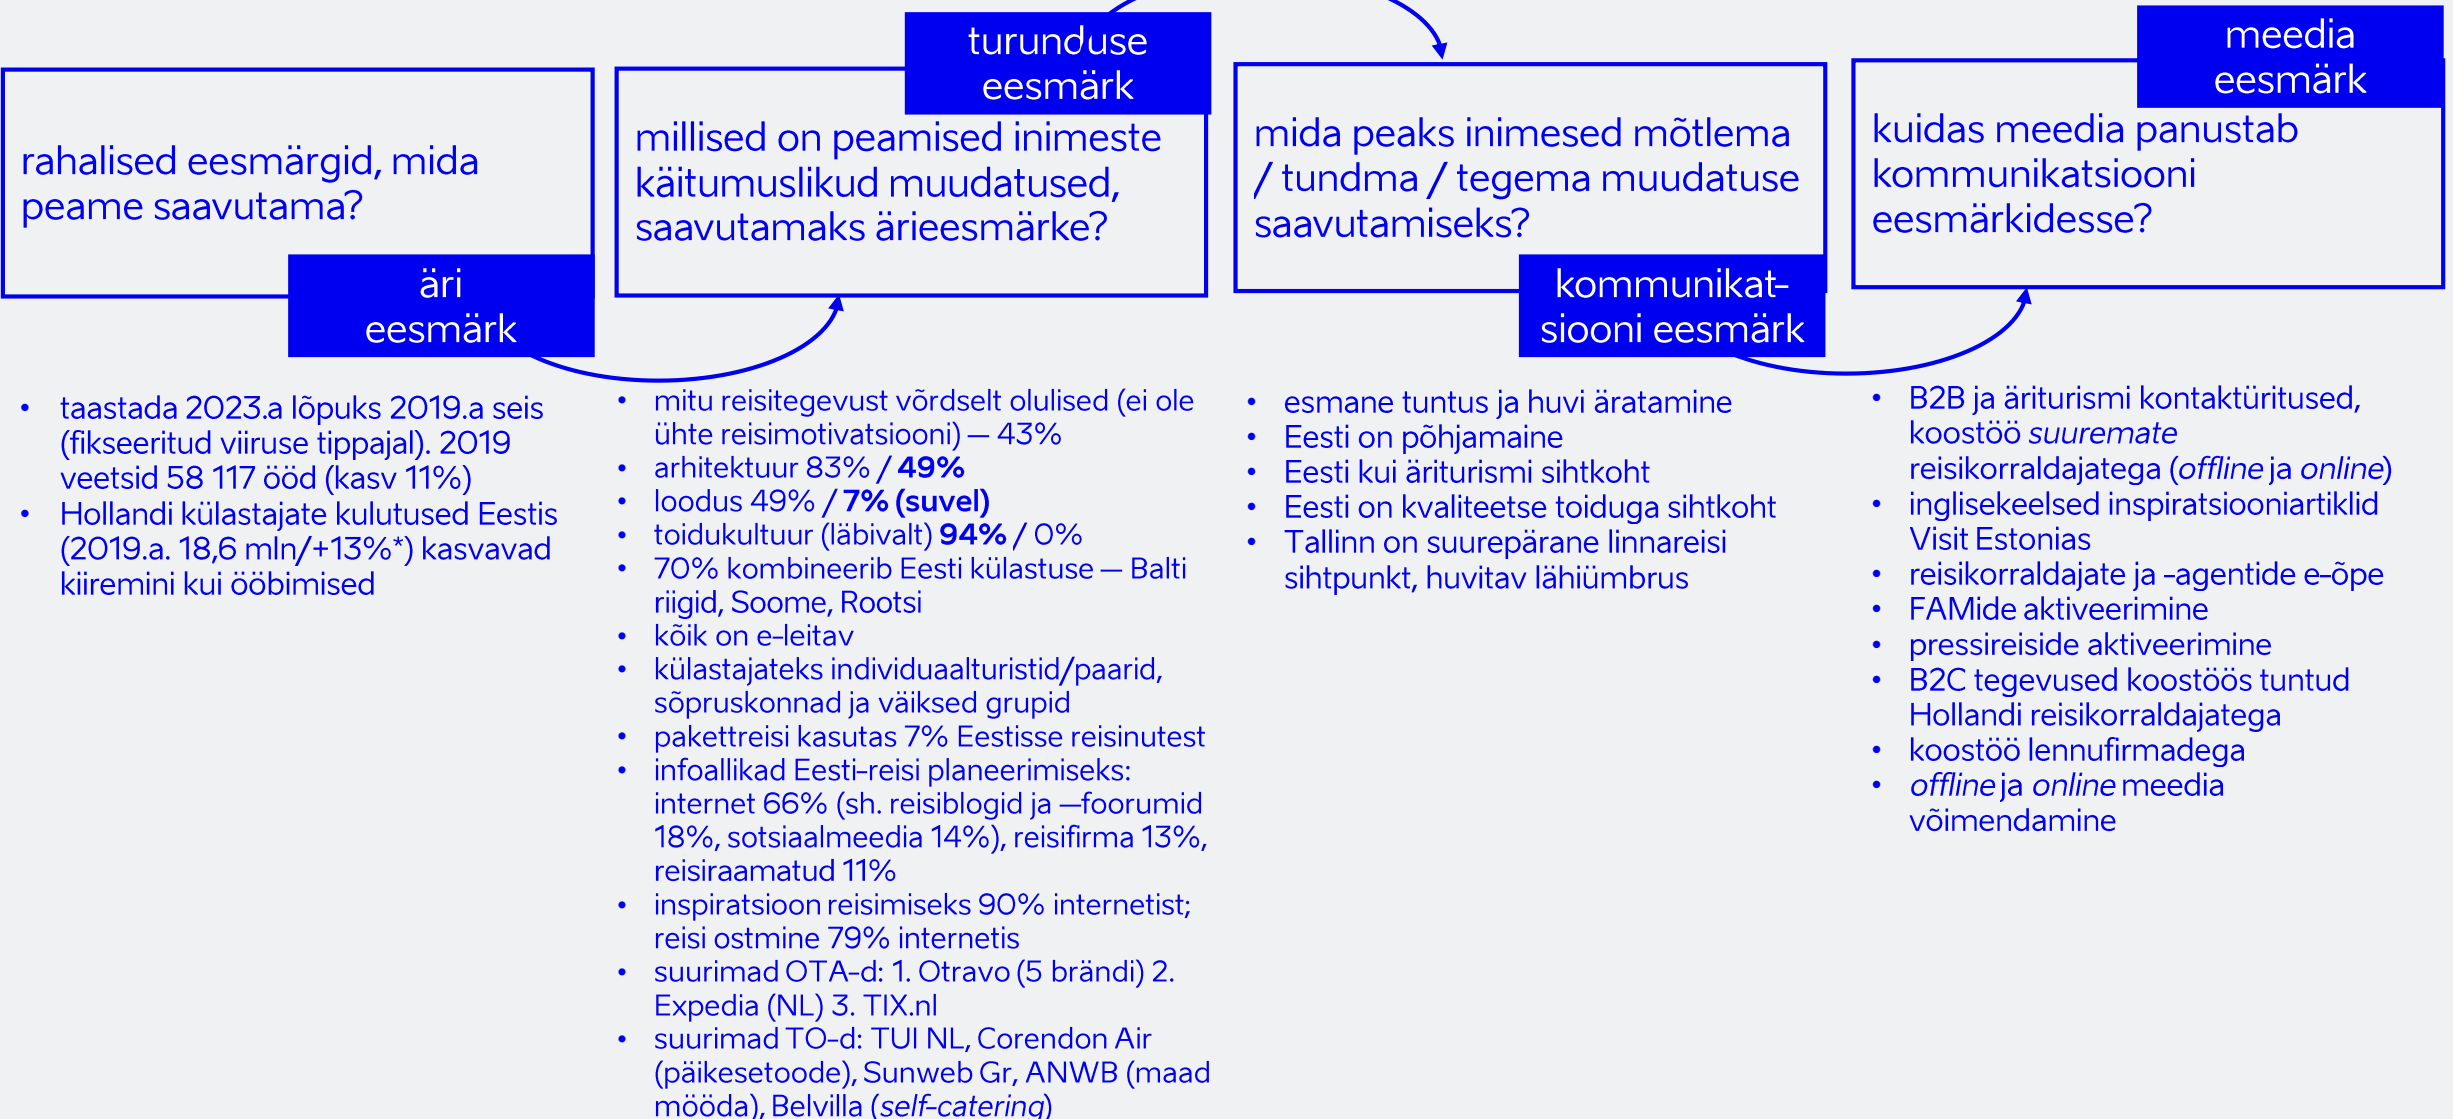 rahalised eesmärgid, mida
peame saavutama?
äri
eesmärk
• taastada 2023.a lõpuks 2019.a seis
(fikseeritud viiruse tippajal). 2019
veetsid 58 117 ööd (kasv 11%)
• Hollandi külastajate kulutused Eestis
(2019.a. 18,6 mln/+13%*) kasvavad
kiiremini kui ööbimised
turunduse
eesmärk
millised on peamised inimeste
käitumuslikud muudatused,
saavutamaks ärieesmärke?
• mitu reisitegevust võrdselt olulised (ei ole
ühte reisimotivatsiooni) – 43%
• arhitektuur 83% / 49%
• loodus 49% / 7% (suvel)
• toidukultuur (läbivalt) 94% / 0%
• 70% kombineerib Eesti külastuse – Balti
riigid, Soome, Rootsi
• kõik on e-leitav
• külastajateks individuaalturistid/paarid,
sõpruskonnad ja väiksed grupid
• pakettreisi kasutas 7% Eestisse reisinutest
• infoallikad Eesti-reisi planeerimiseks:
internet 66% (sh. reisiblogid ja –foorumid
18%, sotsiaalmeedia 14%), reisifirma 13%,
reisiraamatud 11%
• inspiratsioon reisimiseks 90% internetist;
reisi ostmine 79% internetis
• suurimad OTA-d: 1. Otravo (5 brändi) 2.
Expedia (NL) 3. TIX.nl
• suurimad TO-d: TUI NL, Corendon Air
(päikesetoode), Sunweb Gr, ANWB (maad
mööda), Belvilla (self-catering)
mida peaks inimesed mõtlema
/ tundma / tegema muudatuse
saavutamiseks?
kommunikat-
siooni eesmärk
• esmane tuntus ja huvi äratamine
• Eesti on põhjamaine
• Eesti kui äriturismi sihtkoht
• Eesti on kvaliteetse toiduga sihtkoht
• Tallinn on suurepärane linnareisi
sihtpunkt, huvitav lähiümbrus
meedia
eesmärk
kuidas meedia panustab
kommunikatsiooni
eesmärkidesse?
• B2B ja äriturismi kontaktüritused,
koostöö suuremate
reisikorraldajatega (offline ja online)
• inglisekeelsed inspiratsiooniartiklid
Visit Estonias
• reisikorraldajate ja -agentide e-õpe
• FAMide aktiveerimine
• pressireiside aktiveerimine
• B2C tegevused koostöös tuntud
Hollandi reisikorraldajatega
• koostöö lennufirmadega
• offline ja online meedia
võimendamine